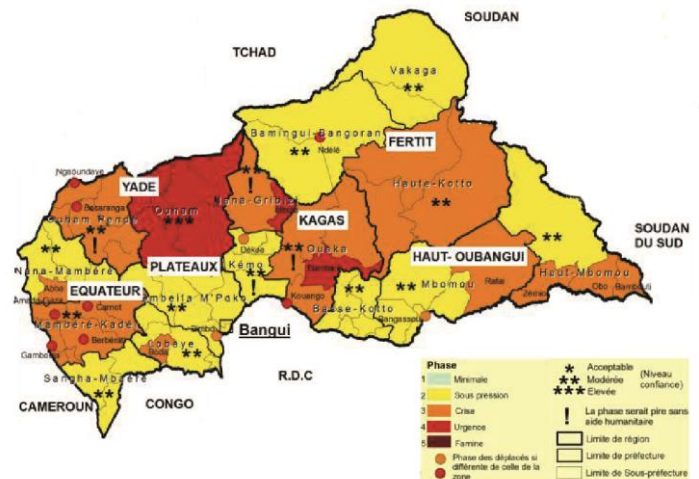 SOUDAN
TCHAD
Vakaga
**
Bamingui-Bangoran
**
Ndélé
FERTIT
Ngaoundaye
YADE
**
!
Nana-Gribizi
Haute-Kotto
**
Bosaranga
Ouham Pendé
**
!
Ouham
***
KAGAS
**
!
Ouaka
**
SOUDAN
DU SUD
**
Nana-Mambéré
PLATEAUX
Dékoa
Kémo
**
!
HAUT- OUBANGUI
Abba
EQUATEUR
Ombella M'Poko
**
Kouango
**
Basse-Kotto
**
Mbomou
Rafai
Haut-Mbomou
Zémio
Obo
Bambouti
Carnot
**
Mambéré-Kadéï
Bimbo
Bangui
Bangassou
Gamboula
Berbérati
Boda
Lobaye
**
Sangha-Mbaéré
**
R.D.C
CAMEROUN
CONGO
Phase
1 Minimale
2 Sous pression
3 Crise
4 Urgence
5 Famine
Phase des déplacés si
différente de celle de la
zone
* Acceptable
** Modérée
*** Elevée
(Niveau
confiance)
! La phase serait pire sans
aide humanitaire
Limite de région
Limite de préfecture
Limite de Sous-préfecture